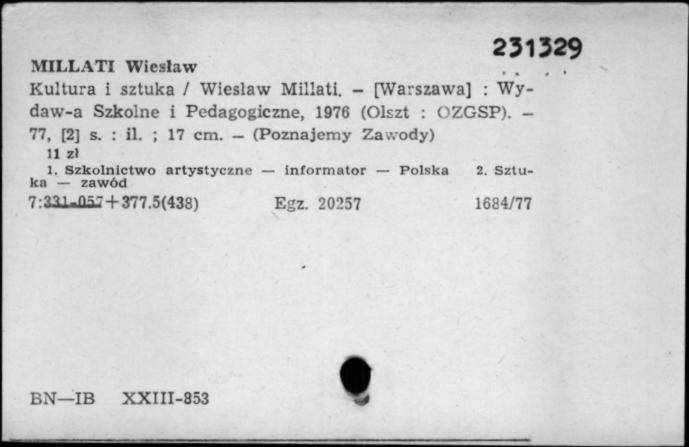 231329
MILLATI Wiesław
Kultura i sztuka / Wiesław Millati. — [Warszawa] : Wy-
daw-a Szkolne i Pedagogiczne, 1976 (Olszt : OZGSP). —
77, [2] s. : il. ; 17 cm. — (Poznajemy Zawody)
11 zł
1. Szkolnictwo artystyczne — informator — Polska 2. Sztu-
ka — zawód
7:331-057+377.5(438) Egz. 20257 1684/77
BN—IB XXIII-853